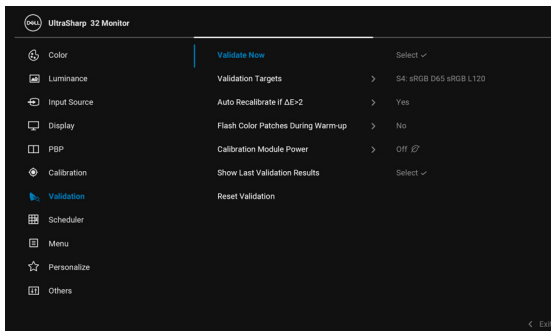 DELL UltraSharp 32 Monitor
Color
Luminance
Input Source
Display
PBP
Calibration
Validation
Scheduler
Menu
Personalize
Others
Validate Now Select
Validation Targets S4: sRGB D65 sRGB L120
Auto Recalibrate if ΔE>2 Yes
Flash Color Patches During Warm-up No
Calibration Module Power Off
Show Last Validation Results Select
Reset Validation
Exit